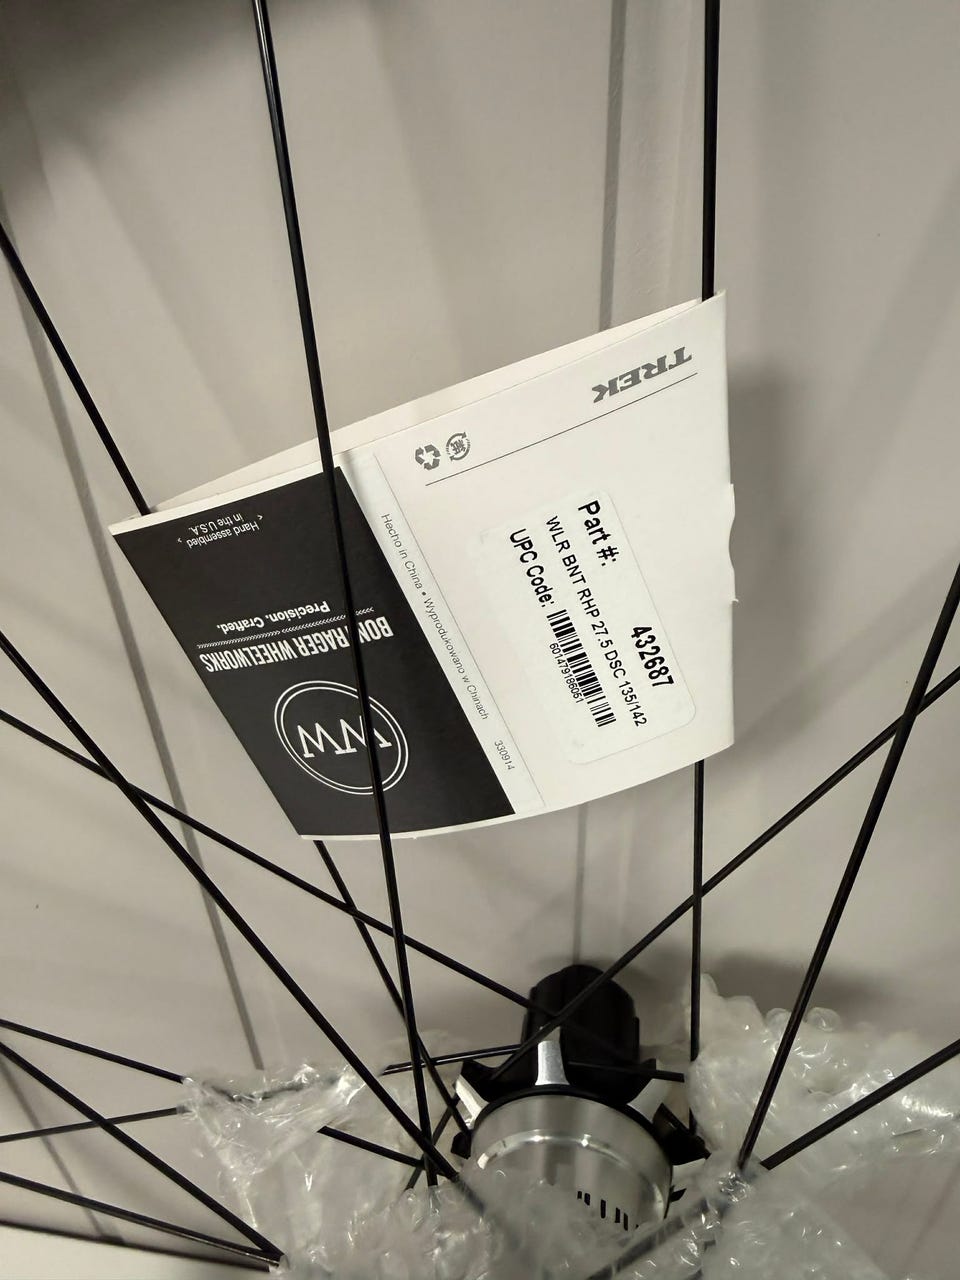 TREK
Part #:
432687
WLR BNT RHP 27.5 DSC 135/142
UPC Code:
601479186061
Hecho in China • Wyprodukowano w Chinach
330914
WW
BONTRAGER WHEELWORKS
Precision. Crafted.
Hand assembled
in the U.S.A.